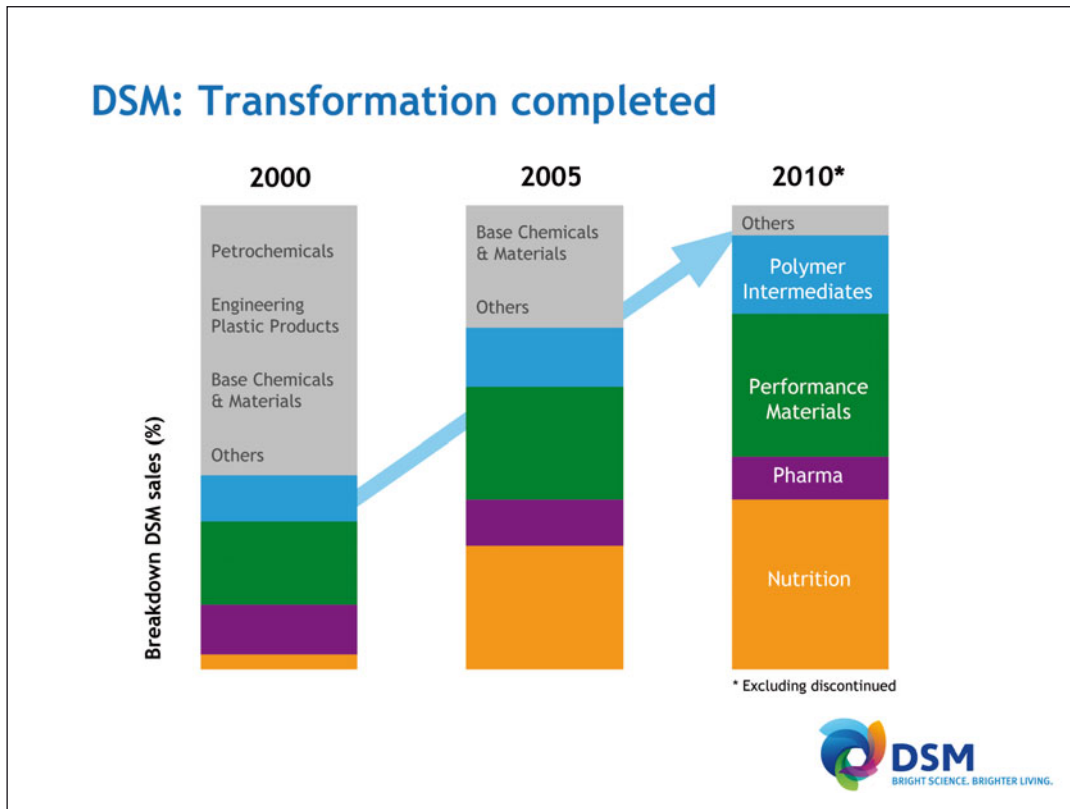 DSM: Transformation completed
2000
2005
2010*
Breakdown DSM sales (%)
Petrochemicals
Engineering
Plastic Products
Base Chemicals
& Materials
Others
Base Chemicals
& Materials
Others
Others
Polymer
Intermediates
Performance
Materials
Pharma
Nutrition
* Excluding discontinued
DSM
BRIGHT SCIENCE. BRIGHTER LIVING.